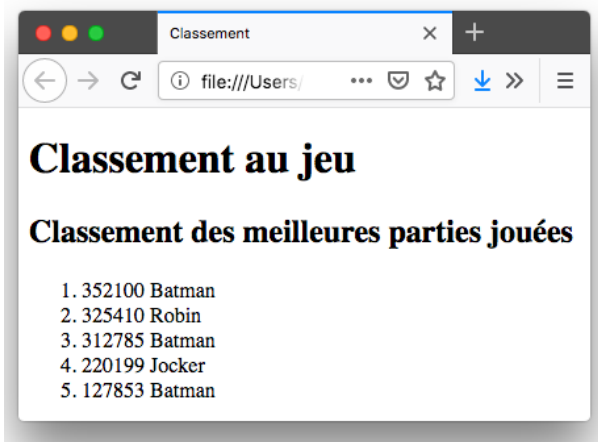 Classement
file:///Users/
Classement au jeu
Classement des meilleures parties jouées
1. 352100 Batman
2. 325410 Robin
3. 312785 Batman
4. 220199 Jocker
5. 127853 Batman